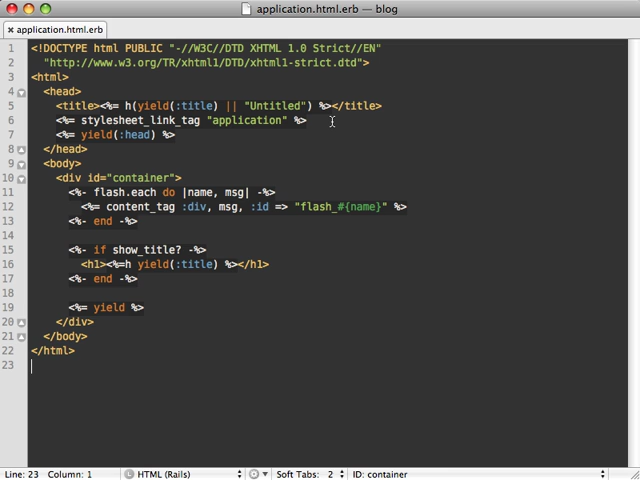 application.html.erb — blog
application.html.erb
1 <!DOCTYPE html PUBLIC "-//W3C//DTD XHTML 1.0 Strict//EN"
2 "http://www.w3.org/TR/xhtml1/DTD/xhtml1-strict.dtd">
3 <html>
4 <head>
5 <title><%= h(yield(:title) || "Untitled") %></title>
6 <%= stylesheet_link_tag "application" %>
7 <%= yield(:head) %>
8 </head>
9 <body>
10 <div id="container">
11 <%- flash.each do |name, msg| -%>
12 <%= content_tag :div, msg, :id => "flash_#{name}" %>
13 <%- end -%>
14
15 <%- if show_title? -%>
16 <h1><%=h yield(:title) %></h1>
17 <%- end -%>
18
19 <%= yield %>
20 </div>
21 </body>
22 </html>
23
Line: 23 Column: 1 L HTML (Rails) Soft Tabs: 2 ID: container